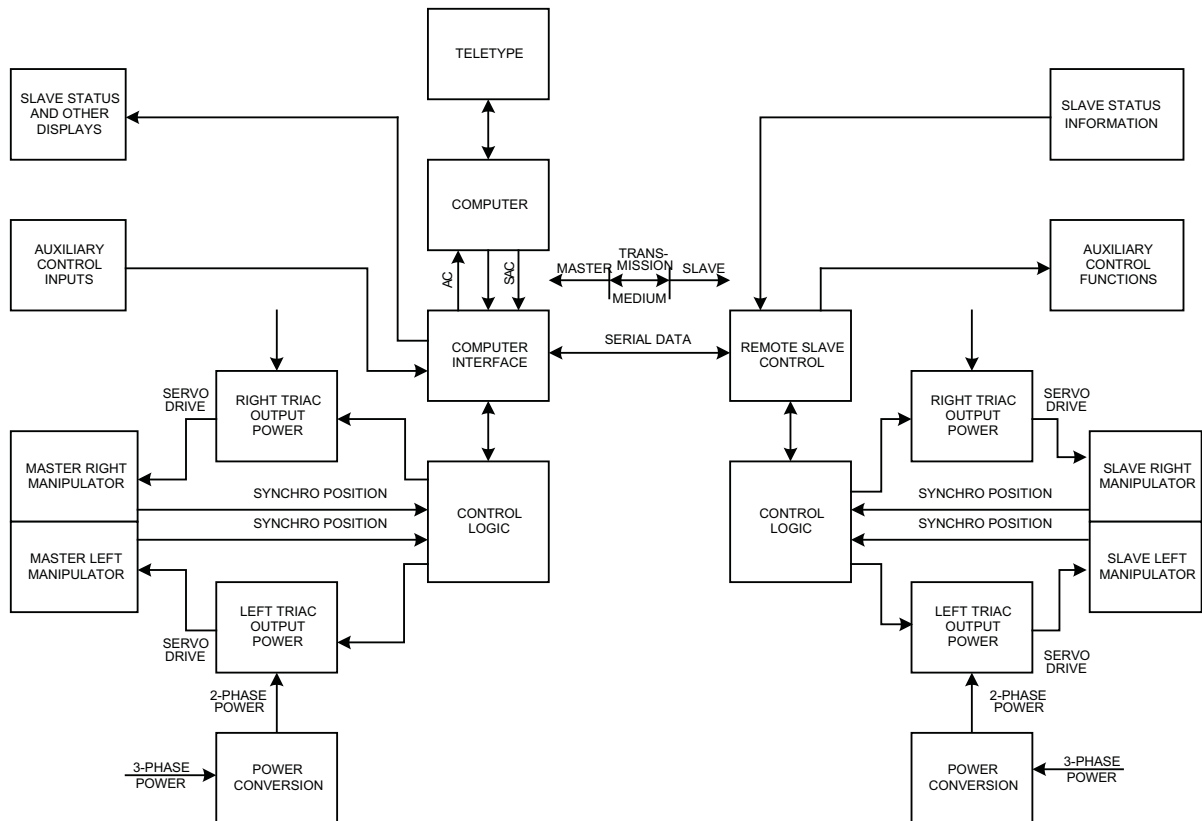 TELETYPE
SLAVE STATUS
AND OTHER
DISPLAYS
SLAVE STATUS
INFORMATION
COMPUTER
AUXILIARY
CONTROL
INPUTS
AUXILIARY
CONTROL
FUNCTIONS
AC
SAC
MASTER
TRANS-
MISSION
MEDIUM
SLAVE
COMPUTER
INTERFACE
SERIAL DATA
REMOTE SLAVE
CONTROL
SERVO
DRIVE
RIGHT TRIAC
OUTPUT
POWER
RIGHT TRIAC
OUTPUT
POWER
SERVO
DRIVE
MASTER RIGHT
MANIPULATOR
SYNCHRO POSITION
SYNCHRO POSITION
CONTROL
LOGIC
CONTROL
LOGIC
SYNCHRO POSITION
SYNCHRO POSITION
SLAVE RIGHT
MANIPULATOR
MASTER LEFT
MANIPULATOR
SLAVE LEFT
MANIPULATOR
SERVO
DRIVE
LEFT TRIAC
OUTPUT
POWER
LEFT TRIAC
OUTPUT
POWER
SERVO
DRIVE
2-PHASE
POWER
2-PHASE
POWER
3-PHASE
POWER
POWER
CONVERSION
POWER
CONVERSION
3-PHASE
POWER